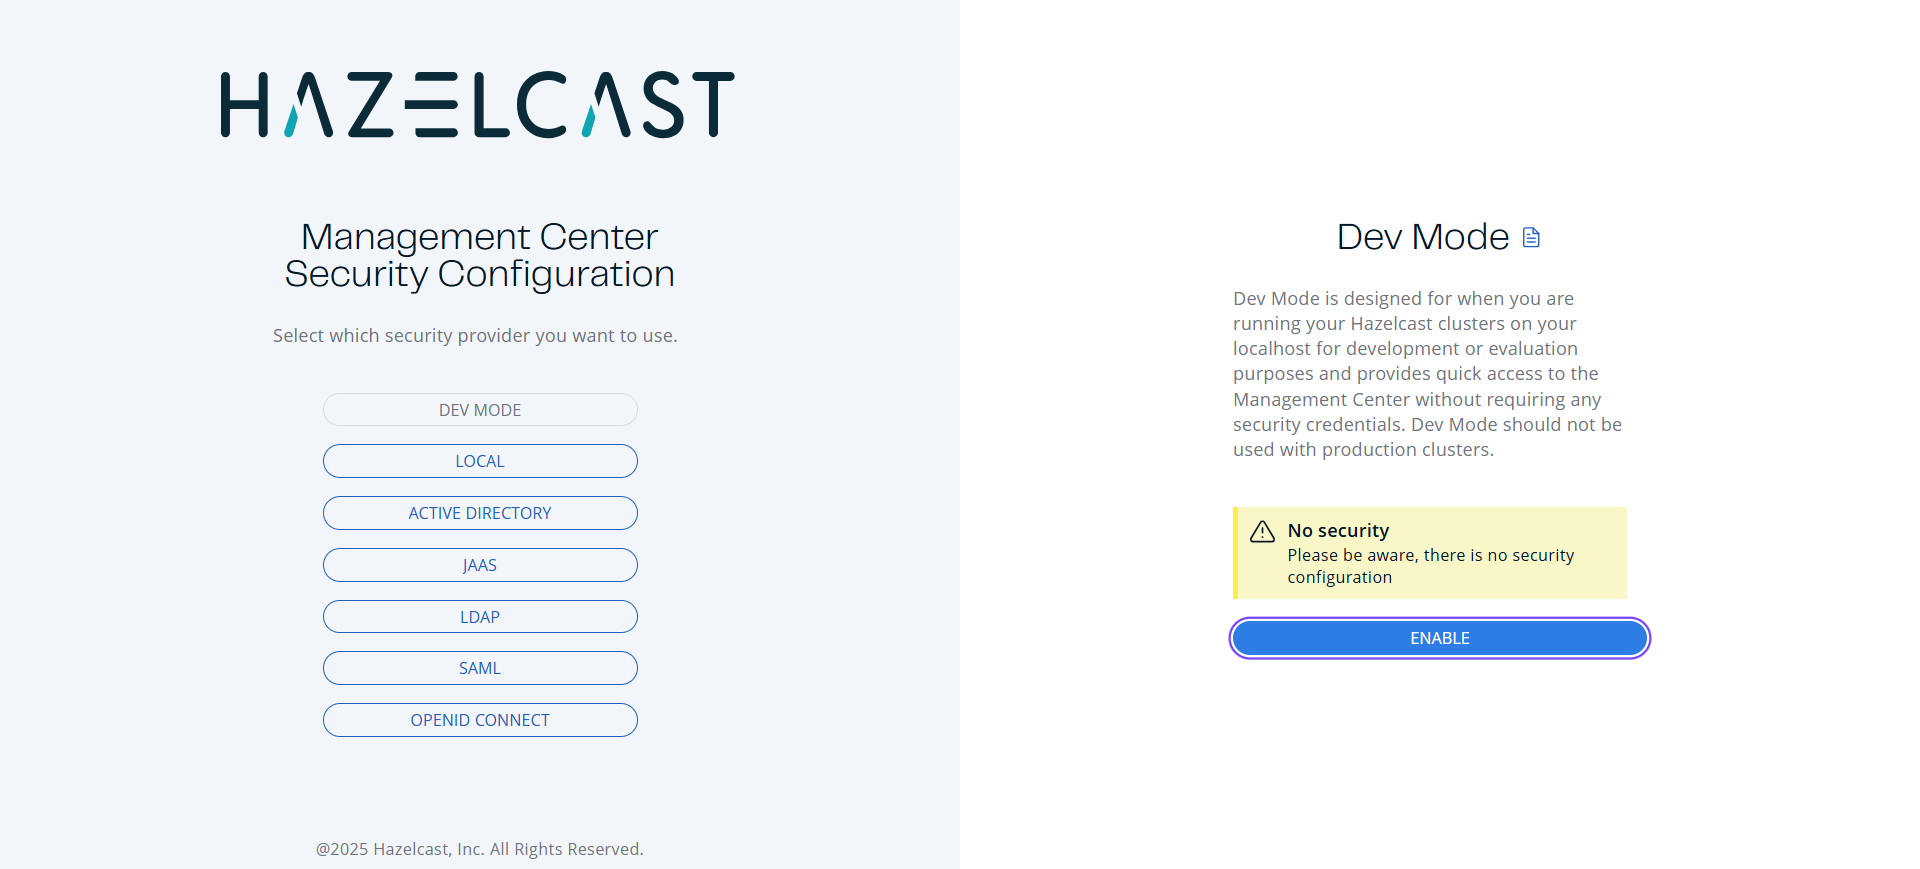 HAZELCAST
Management Center
Security Configuration
Select which security provider you want to use.
DEV MODE
LOCAL
ACTIVE DIRECTORY
JAAS
LDAP
SAML
OPENID CONNECT
@2025 Hazelcast, Inc. All Rights Reserved.
Dev Mode
Dev Mode is designed for when you are
running your Hazelcast clusters on your
localhost for development or evaluation
purposes and provides quick access to the
Management Center without requiring any
security credentials. Dev Mode should not be
used with production clusters.
No security
Please be aware, there is no security
configuration
ENABLE